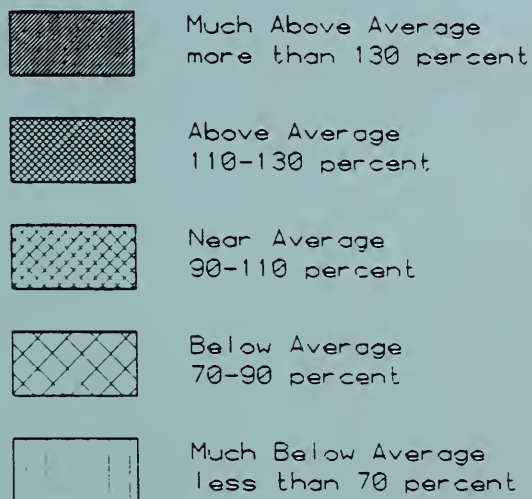 Much Above Average
more than 130 percent
Above Average
110-130 percent
Near Average
90-110 percent
Below Average
70-90 percent
Much Below Average
less than 70 percent